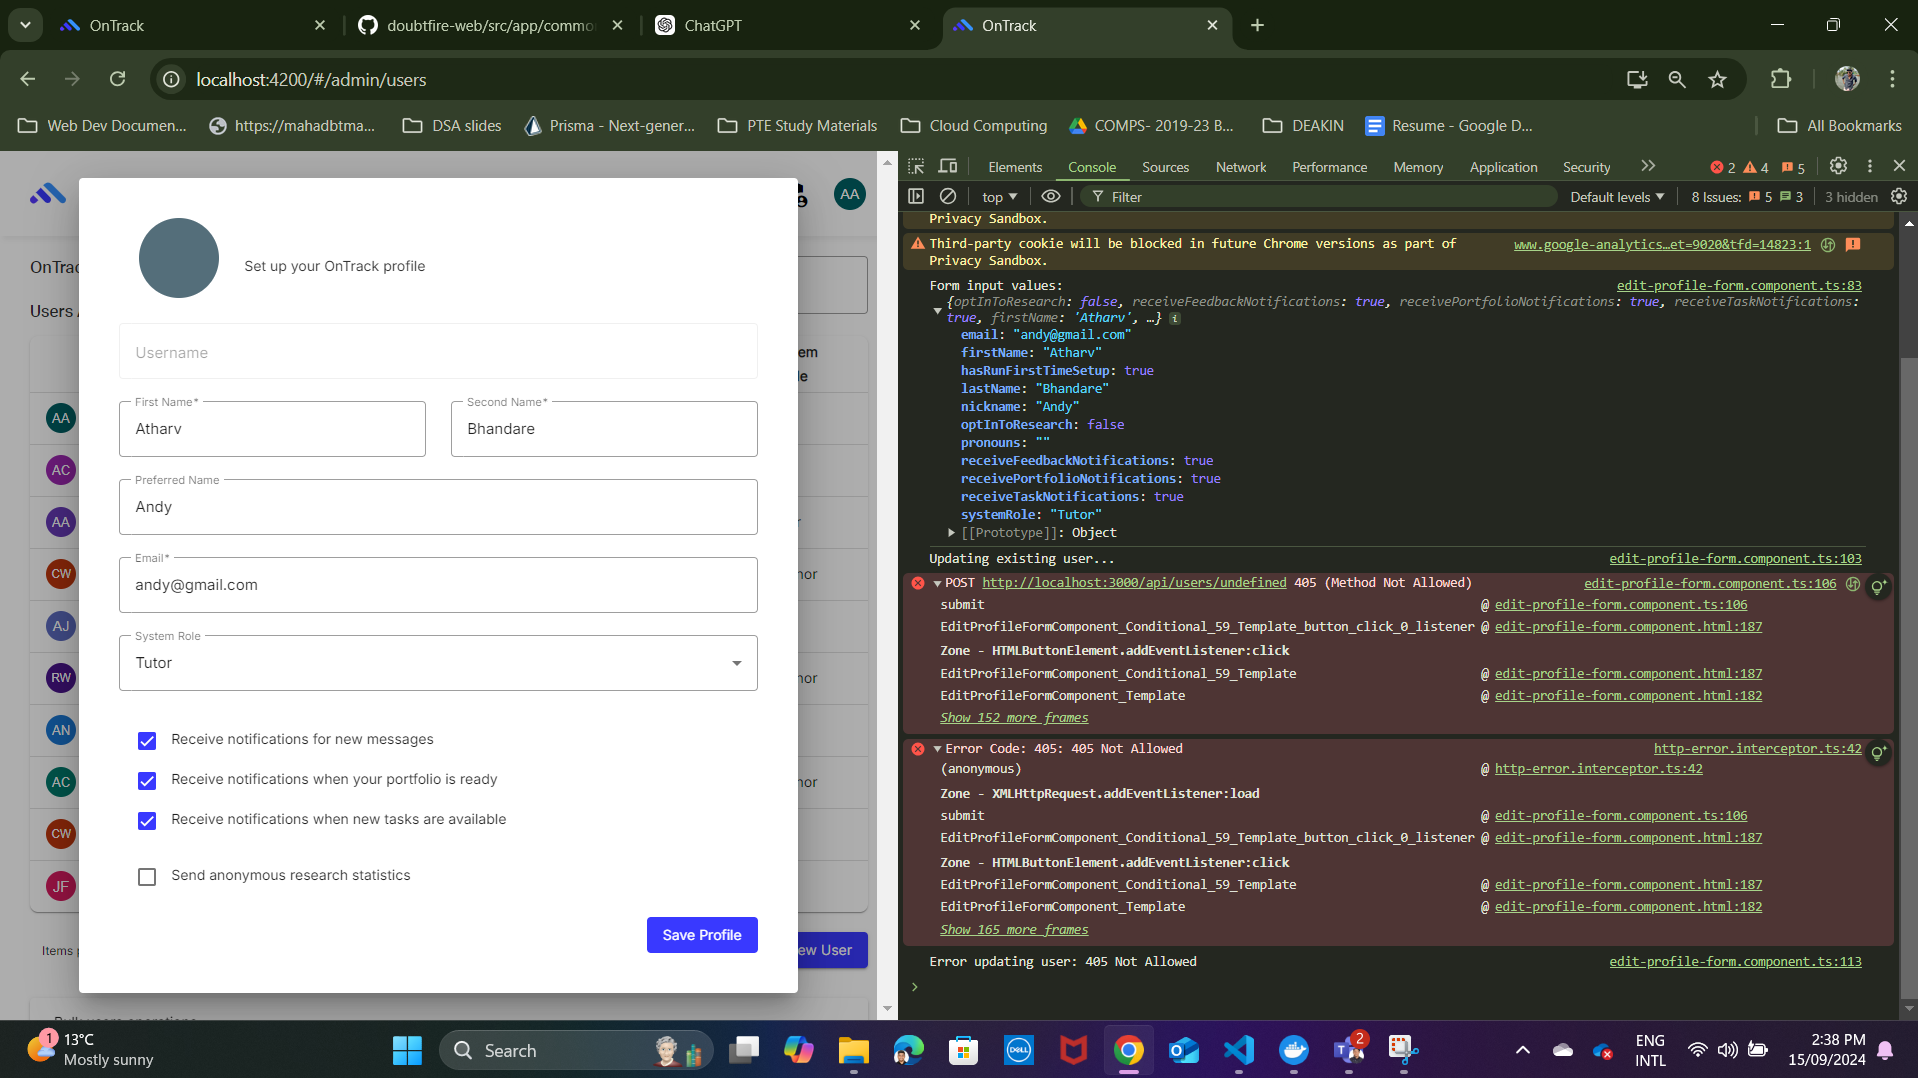 OnTrack
doubtfire-web/src/app/commo
ChatGPT
OnTrack
localhost:4200/#/admin/users
Web Dev Documen...
https://mahadbtma...
DSA slides
Prisma - Next-gener...
PTE Study Materials
Cloud Computing
COMPS- 2019-23 B...
DEAKIN
Resume - Google D...
All Bookmarks
AA
OnTrac
Users
em
le
AA
AC
AA
CW
nor
AJ
RW
nor
AN
AC
nor
CW
JF
Items p
ew User
Set up your OnTrack profile
Username
First Name*
Atharv
Second Name*
Bhandare
Preferred Name
Andy
Email*
andy@gmail.com
System Role
Tutor
Receive notifications for new messages
Receive notifications when your portfolio is ready
Receive notifications when new tasks are available
Send anonymous research statistics
Save Profile
Elements Console Sources Network Performance Memory Application Security 2 4 5
top Filter Default levels 8 Issues: 5 3 3 hidden
Privacy Sandbox.
Third-party cookie will be blocked in future Chrome versions as part of www.google-analytics…et=9020&tfd=14823:1
Privacy Sandbox.
Form input values: edit-profile-form.component.ts:83
{optInToResearch: false, receiveFeedbackNotifications: true, receivePortfolioNotifications: true, receiveTaskNotifications:
true, firstName: 'Atharv', …} i
email: "andy@gmail.com"
firstName: "Atharv"
hasRunFirstTimeSetup: true
lastName: "Bhandare"
nickname: "Andy"
optInToResearch: false
pronouns: ""
receiveFeedbackNotifications: true
receivePortfolioNotifications: true
receiveTaskNotifications: true
systemRole: "Tutor"
[[Prototype]]: Object
Updating existing user... edit-profile-form.component.ts:103
POST http://localhost:3000/api/users/undefined 405 (Method Not Allowed) edit-profile-form.component.ts:106
submit @ edit-profile-form.component.ts:106
EditProfileFormComponent_Conditional_59_Template_button_click_0_listener @ edit-profile-form.component.html:187
Zone - HTMLButtonElement.addEventListener:click
EditProfileFormComponent_Conditional_59_Template @ edit-profile-form.component.html:187
EditProfileFormComponent_Template @ edit-profile-form.component.html:182
Show 152 more frames
Error Code: 405: 405 Not Allowed http-error.interceptor.ts:42
(anonymous) @ http-error.interceptor.ts:42
Zone - XMLHttpRequest.addEventListener:load
submit @ edit-profile-form.component.ts:106
EditProfileFormComponent_Conditional_59_Template_button_click_0_listener @ edit-profile-form.component.html:187
Zone - HTMLButtonElement.addEventListener:click
EditProfileFormComponent_Conditional_59_Template @ edit-profile-form.component.html:187
EditProfileFormComponent_Template @ edit-profile-form.component.html:182
Show 165 more frames
Error updating user: 405 Not Allowed edit-profile-form.component.ts:113
1
13°C
Mostly sunny
Search
DELL
2
ENG
INTL
2:38 PM
15/09/2024